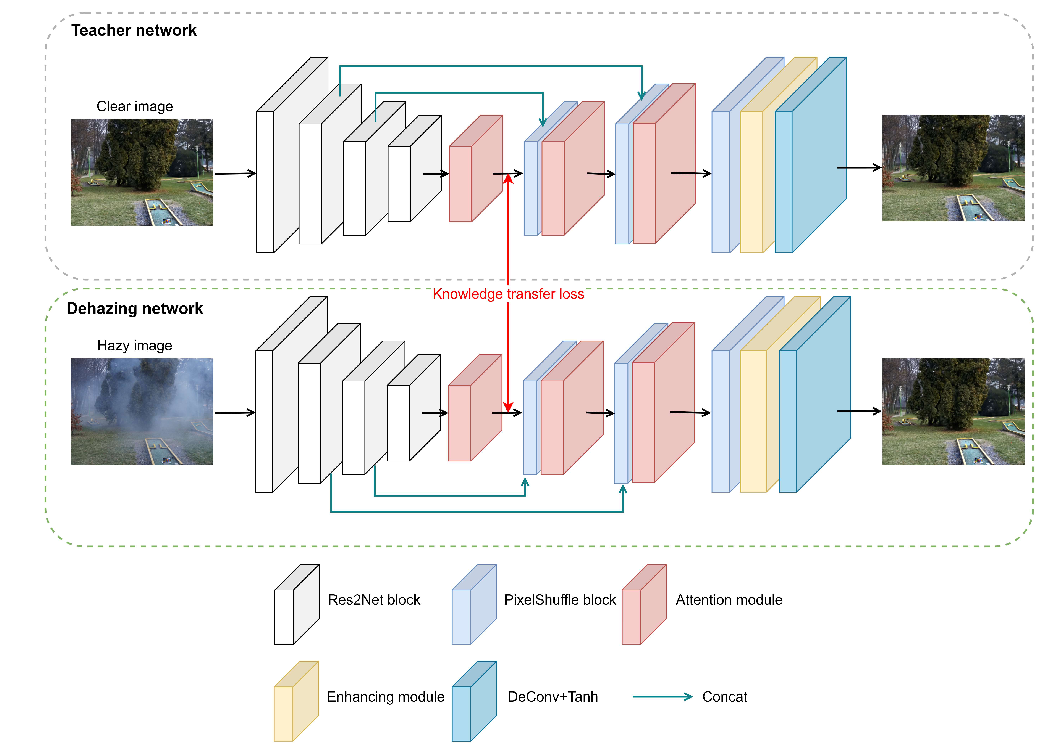 Teacher network
Clear image
Knowledge transfer loss
Dehazing network
Hazy image
Res2Net block
PixelShuffle block
Attention module
Enhancing module
DeConv+Tanh
Concat